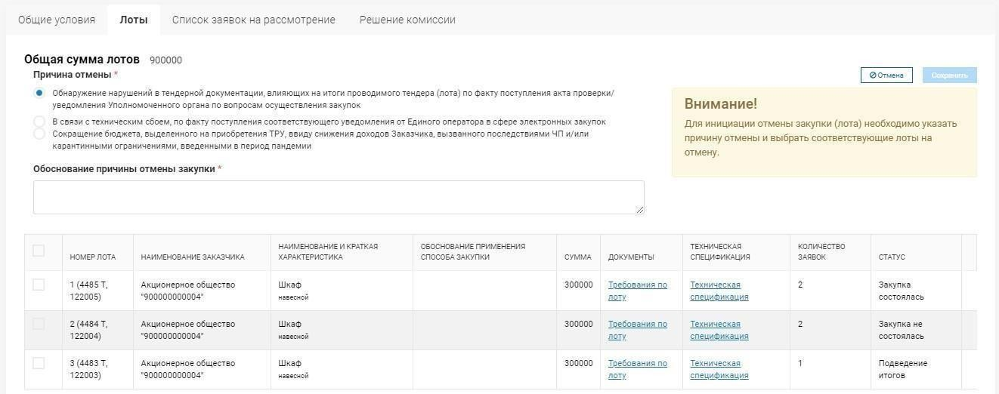 Общие условия
Лоты
Список заявок на рассмотрение
Решение комиссии
Общая сумма лотов 900000
Причина отмены *
Отмена
Сохранить
Обнаружение нарушений в тендерной документации, влияющих на итоги проводимого тендера (лота) по факту поступления акта проверки/
уведомления Уполномоченного органа по вопросам осуществления закупок
В связи с техническим сбоем, по факту поступления соответствующего уведомления от Единого оператора в сфере электронных закупок
Сокращение бюджета, выделенного на приобретения ТРУ, ввиду снижения доходов Заказчика, вызванного последствиями ЧП и/или
карантинными ограничениями, введенными в период пандемии
Внимание!
Для инициации отмены закупки (лота) необходимо указать
причину отмены и выбрать соответствующие лоты на
отмену.
Обоснование причины отмены закупки *
НОМЕР ЛОТА
НАИМЕНОВАНИЕ ЗАКАЗЧИКА
НАИМЕНОВАНИЕ И КРАТКАЯ
ХАРАКТЕРИСТИКА
ОБОСНОВАНИЕ ПРИМЕНЕНИЯ
СПОСОБА ЗАКУПКИ
СУММА
ДОКУМЕНТЫ
ТЕХНИЧЕСКАЯ
СПЕЦИФИКАЦИЯ
КОЛИЧЕСТВО
ЗАЯВОК
СТАТУС
1 (4485 Т,
122005)
Акционерное общество
"900000000004"
Шкаф
навесной
300000
Требования по
лоту
Техническая
спецификация
2
Закупка
состоялась
2 (4484 Т,
122004)
Акционерное общество
"900000000004"
Шкаф
навесной
300000
Требования по
лоту
Техническая
спецификация
2
Закупка не
состоялась
3 (4483 Т,
122003)
Акционерное общество
"900000000004"
Шкаф
навесной
300000
Требования по
лоту
Техническая
спецификация
1
Подведение
итогов